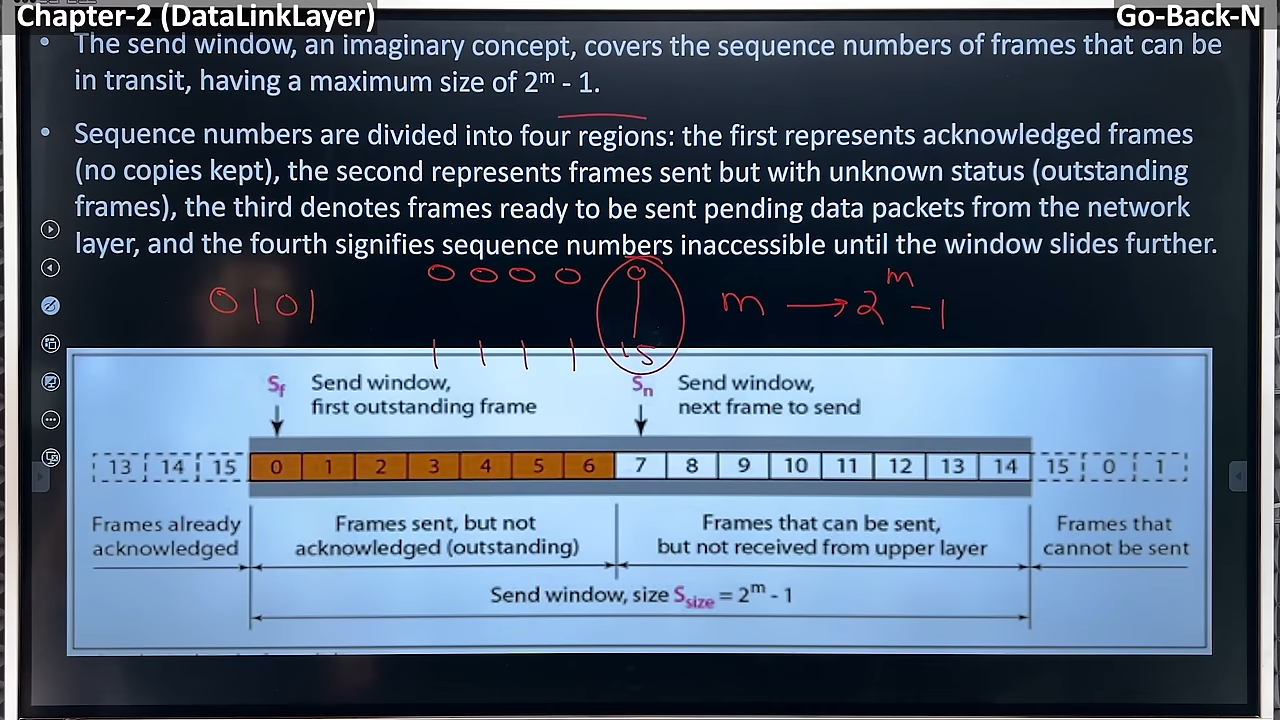 Chapter-2 (DataLinkLayer)
Go-Back-N
• The send window, an imaginary concept, covers the sequence numbers of frames that can be
in transit, having a maximum size of 2ᵐ - 1.
• Sequence numbers are divided into four regions: the first represents acknowledged frames
(no copies kept), the second represents frames sent but with unknown status (outstanding
frames), the third denotes frames ready to be sent pending data packets from the network
layer, and the fourth signifies sequence numbers inaccessible until the window slides further.
0 0 0 0 0
0101 m → 2ᵐ - 1
1 1 1 1 15
Sf Send window,
first outstanding frame
Sn Send window,
next frame to send
13 14 15 0 1 2 3 4 5 6 7 8 9 10 11 12 13 14 15 0 1
Frames already
acknowledged
Frames sent, but not
acknowledged (outstanding)
Frames that can be sent,
but not received from upper layer
Frames that
cannot be sent
Send window, size Ssize = 2ᵐ - 1